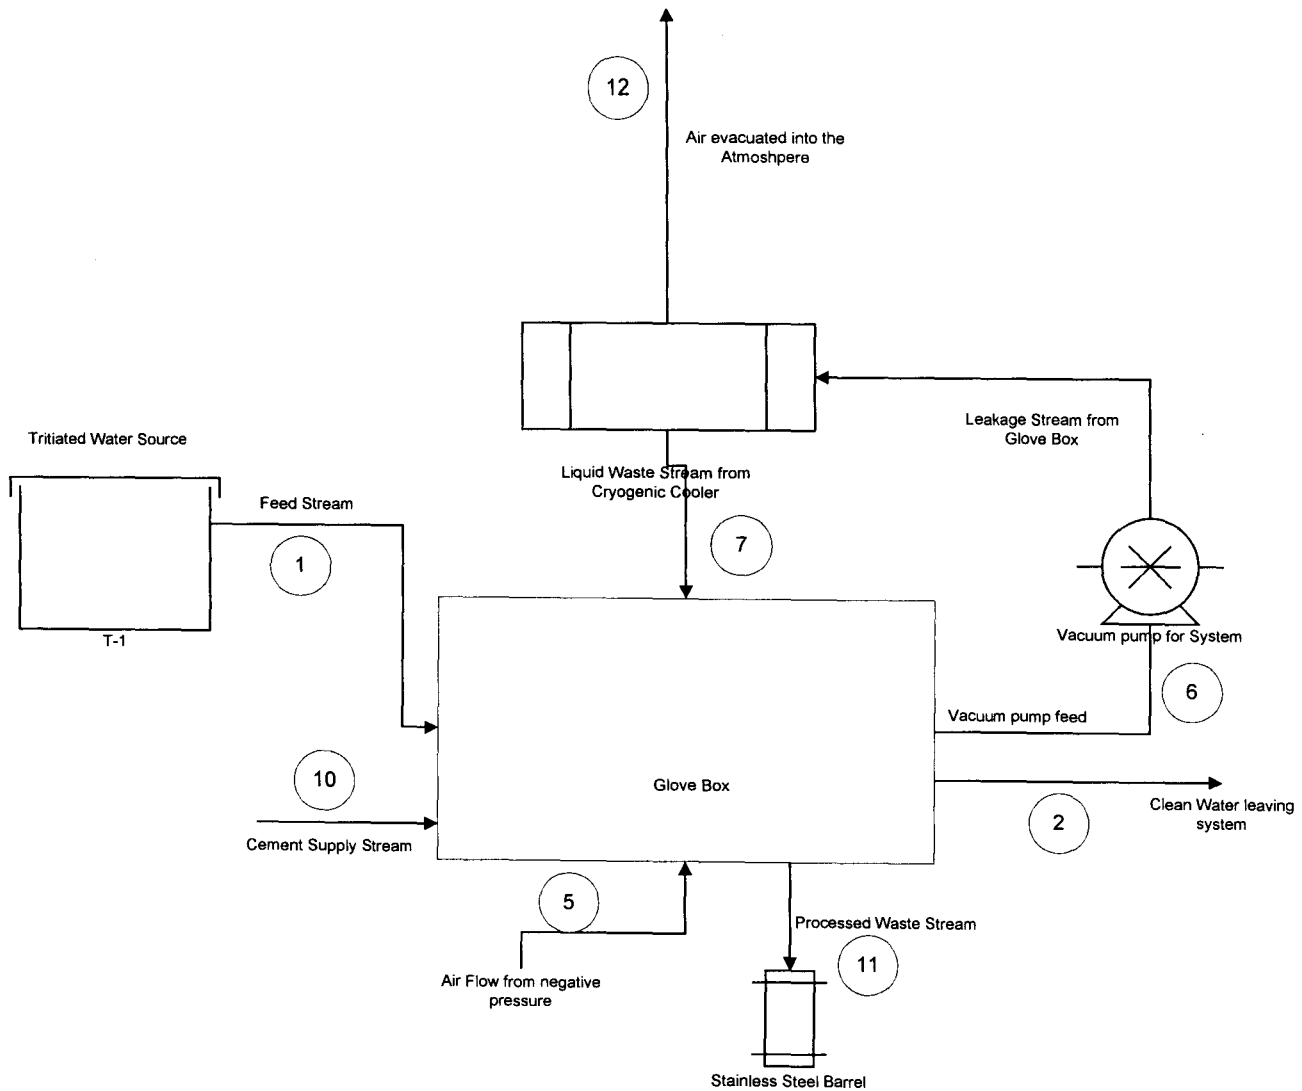 12
Air evacuated into the
Atmoshpere
Leakage Stream from
Glove Box
Tritiated Water Source
Feed Stream
1
T-1
Liquid Waste Stream from
Cryogenic Cooler
7
Vacuum pump for System
6
Vacuum pump feed
10
Cement Supply Stream
Glove Box
2
Clean Water leaving
system
5
Air Flow from negative
pressure
Processed Waste Stream
11
Stainless Steel Barrel